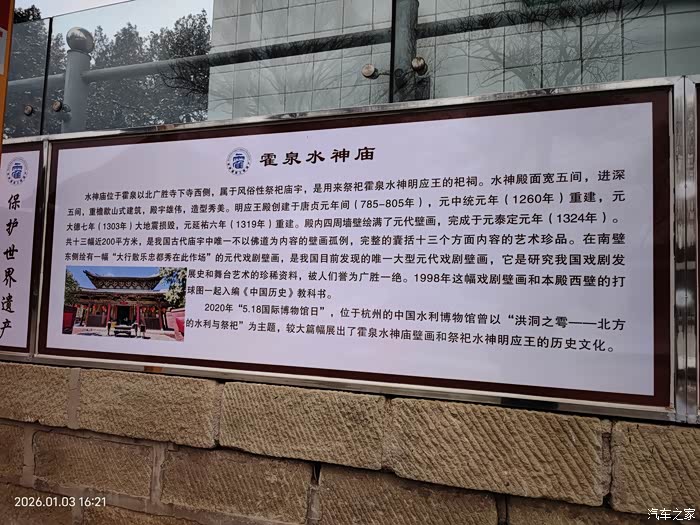 霍泉水神庙
水神庙位于霍泉以北广胜寺下寺西侧，属于风俗性祭祀庙宇，是用来祭祀霍泉水神明应王的祀祠。水神殿面宽五间，进深
五间，重檐歇山式建筑，殿宇雄伟，造型秀美。明应王殿创建于唐贞元年间（785-805年），元中统元年（1260年）重建，元
大德七年（1303年）大地震损毁，元延祐六年（1319年）重建。殿内四周墙壁绘满了元代壁画，完成于元泰定元年（1324年）。
共十三幅近200平方米，是我国古代庙宇中唯一不以佛道为内容的壁画孤例，完整的囊括十三个方面内容的艺术珍品。在南壁
东侧绘有一幅“大行散乐忠都秀在此作场”的元代戏剧壁画，是我国目前发现的唯一大型元代戏剧壁画，它是研究我国戏剧发
展史和舞台艺术的珍稀资料，被人们誉为广胜一绝。1998年这幅戏剧壁画和本殿西壁的打
球图一起入编《中国历史》教科书。
2020年“5.18国际博物馆日”，位于杭州的中国水利博物馆曾以“洪洞之霍——北方
的水利与祭祀”为主题，较大篇幅展出了霍泉水神庙壁画和祭祀水神明应王的历史文化。
保护世界遗产
2026.01.03 16:21
汽车之家